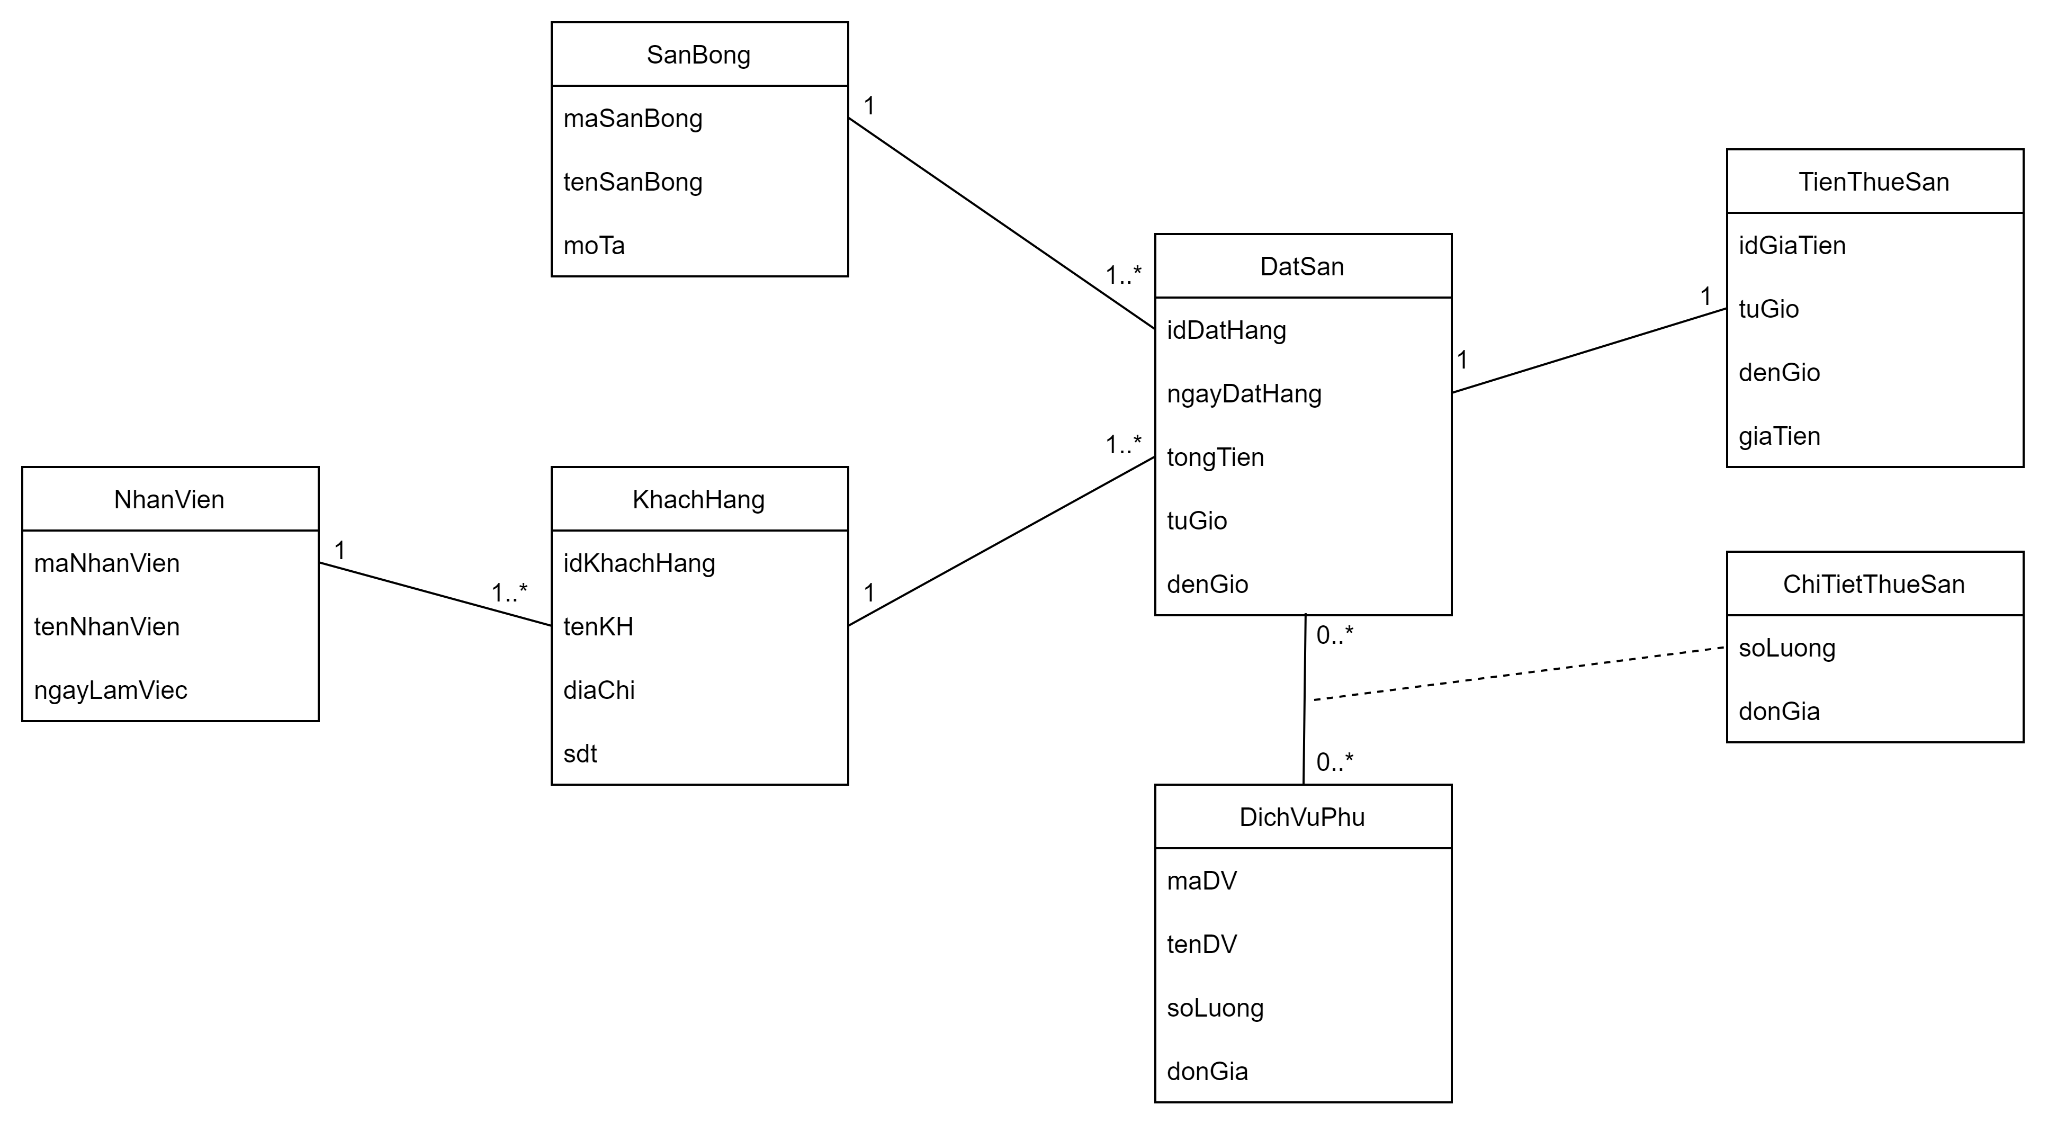 SanBong
maSanBong
tenSanBong
moTa
1
1..*
TienThueSan
idGiaTien
tuGio
denGio
giaTien
1
1
DatSan
idDatHang
ngayDatHang
tongTien
tuGio
denGio
1..*
NhanVien
maNhanVien
tenNhanVien
ngayLamViec
1
1..*
KhachHang
idKhachHang
tenKH
diaChi
sdt
1
0..*
0..*
ChiTietThueSan
soLuong
donGia
DichVuPhu
maDV
tenDV
soLuong
donGia